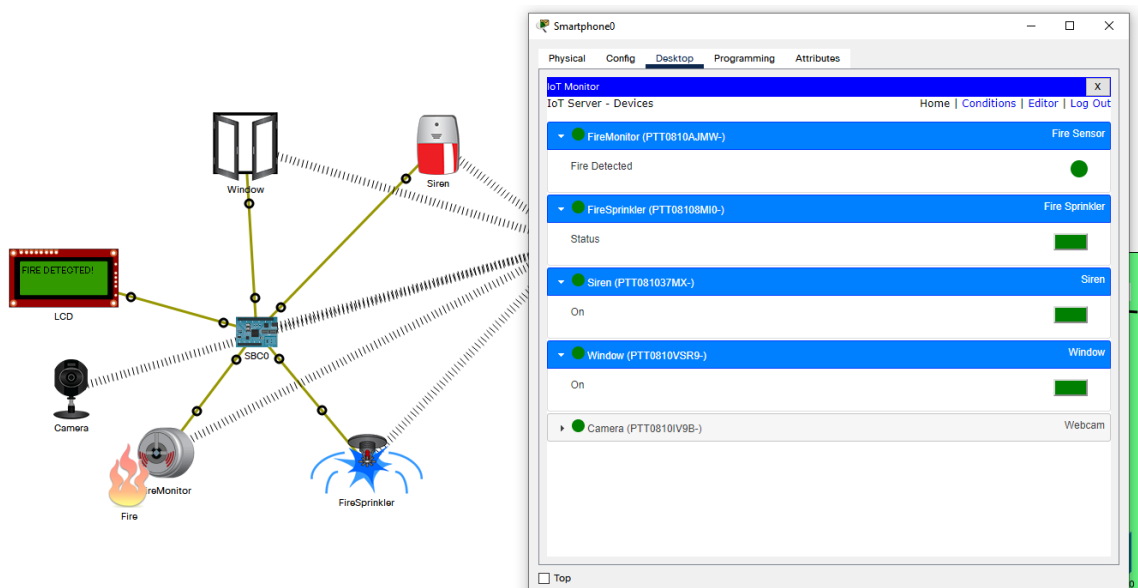 Window
Siren
FIRE DETECTED!
LCD
SBC0
Camera
FireMonitor
Fire
FireSprinkler
Smartphone0
Physical Config Desktop Programming Attributes
IoT Monitor X
IoT Server - Devices Home | Conditions | Editor | Log Out
FireMonitor (PTT0810AJMW-) Fire Sensor
Fire Detected
FireSprinkler (PTT08108MI0-) Fire Sprinkler
Status
Siren (PTT081037MX-) Siren
On
Window (PTT0810VSR9-) Window
On
Camera (PTT0810IV9B-) Webcam
Top